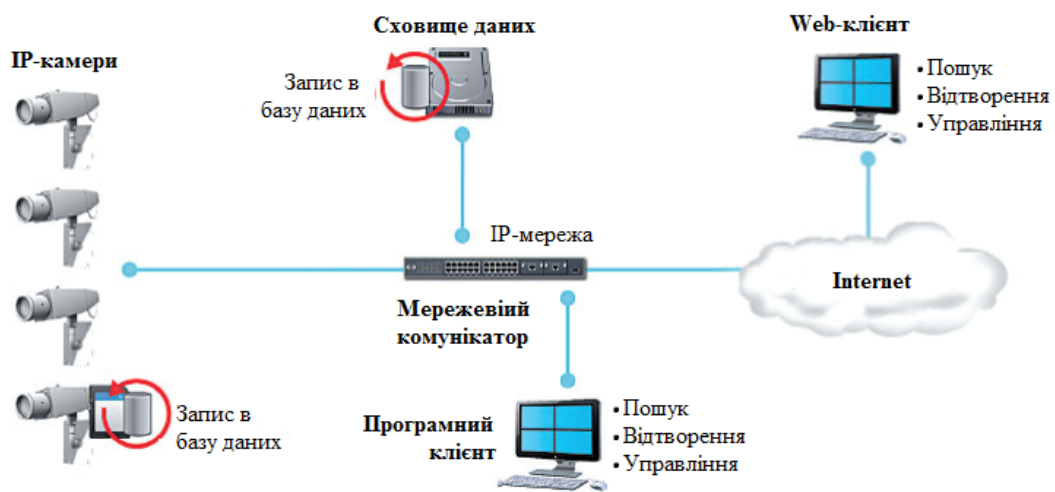 IP-камери
Сховище даних
Запис в
базу даних
Web-клієнт
• Пошук
• Відтворення
• Управління
IP-мережа
Мережевіий
комунікатор
Internet
Запис в
базу даних
Програмний
клієнт
• Пошук
• Відтворення
• Управління